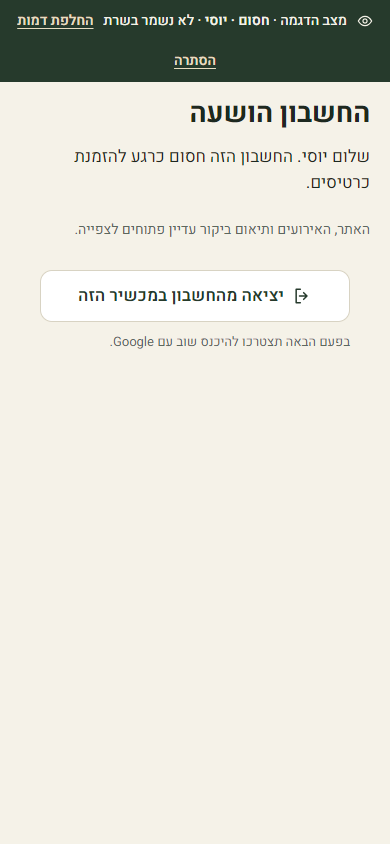 מצב הדגמה · חסום · יוסי · לא נשמר בשרת החלפת דמות
הסתרה
החשבון הושעה
שלום יוסי. החשבון הזה חסום כרגע להזמנת
כרטיסים.
האתר, האירועים ותיאום ביקור עדיין פתוחים לצפייה.
יציאה מהחשבון במכשיר הזה
בפעם הבאה תצטרכו להיכנס שוב עם Google.